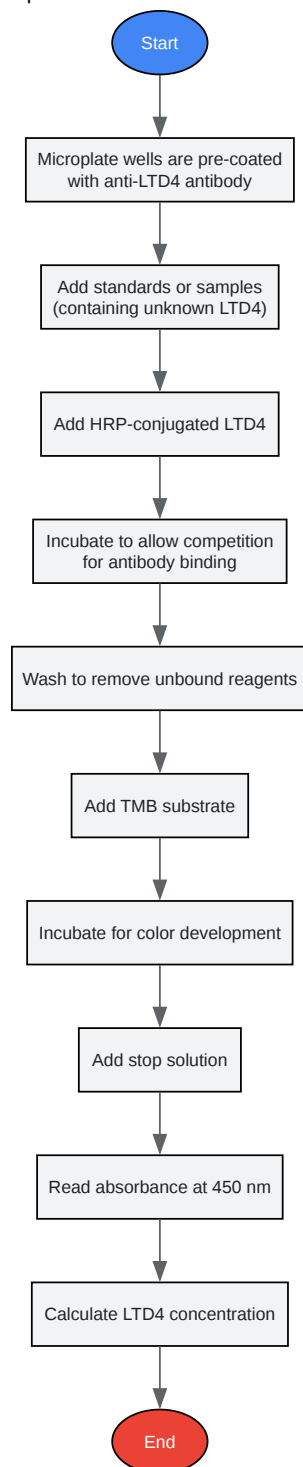 Start
Microplate wells are pre-coated
with anti-LTD4 antibody
Add standards or samples
(containing unknown LTD4)
Add HRP-conjugated LTD4
Incubate to allow competition
for antibody binding
Wash to remove unbound reagents
Add TMB substrate
Incubate for color development
Add stop solution
Read absorbance at 450 nm
Calculate LTD4 concentration
End